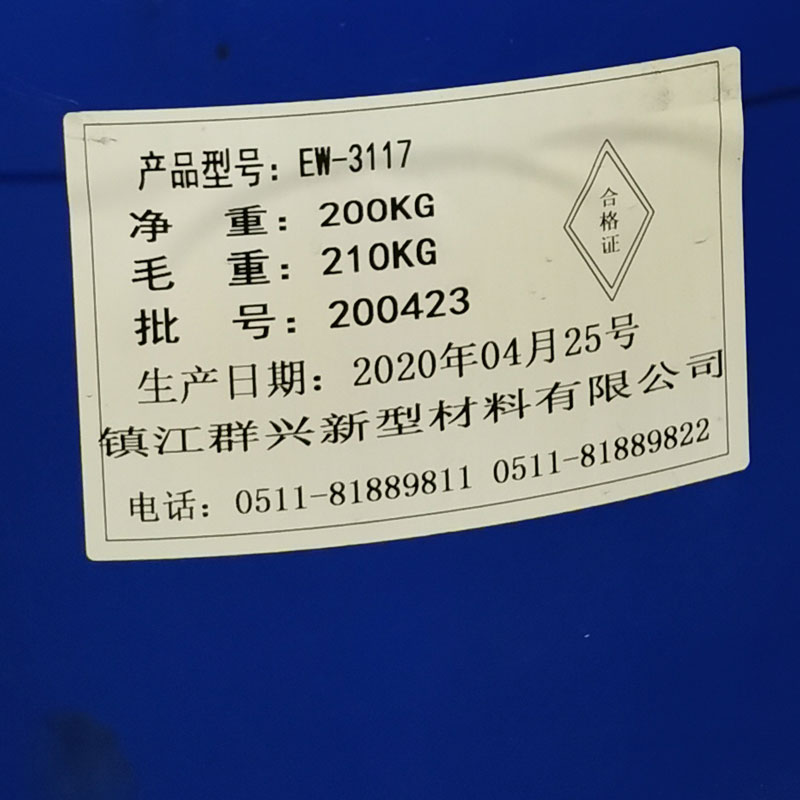 产品型号：EW-3117
净　重：200KG
毛　重：210KG
批　号：200423
合格证
生产日期：2020年04月25号
镇江群兴新型材料有限公司
电话：0511-81889811 0511-81889822